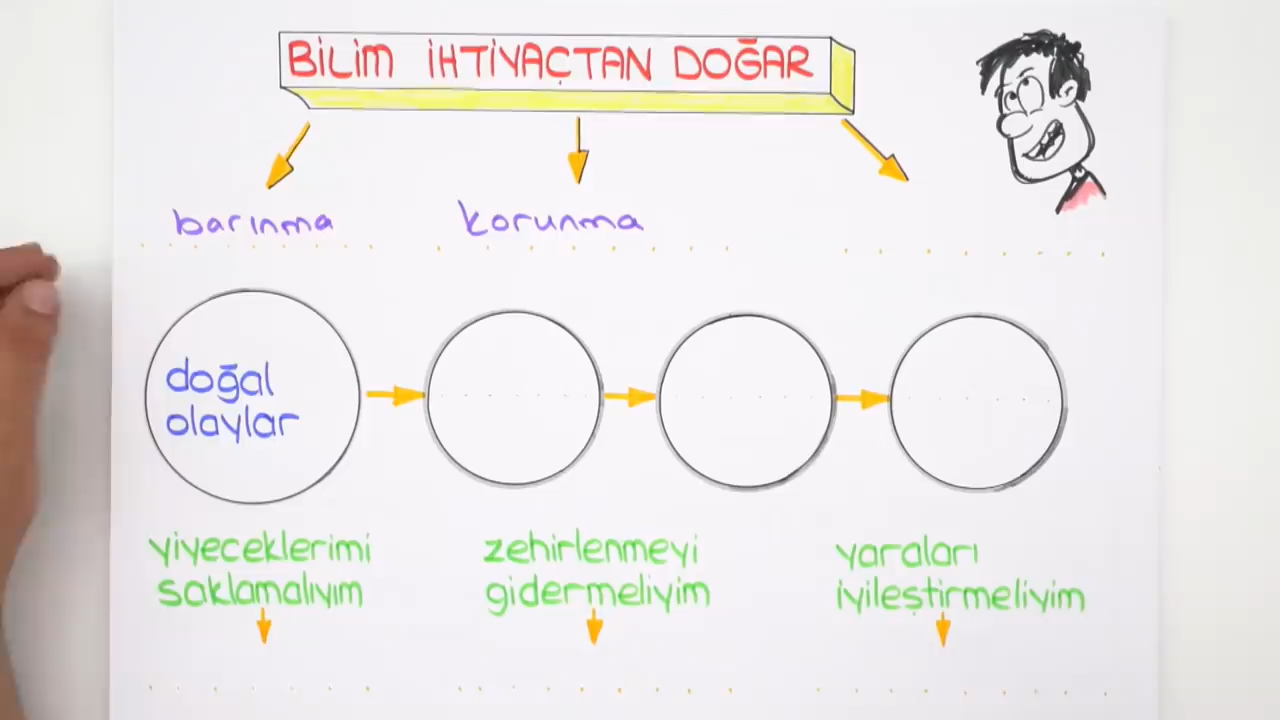 BİLİM İHTİYAÇTAN DOĞAR
barınma korunma
doğal
olaylar
yiyeceklerimi
saklamalıyım
zehirlenmeyi
gidermeliyim
yaraları
iyileştirmeliyim